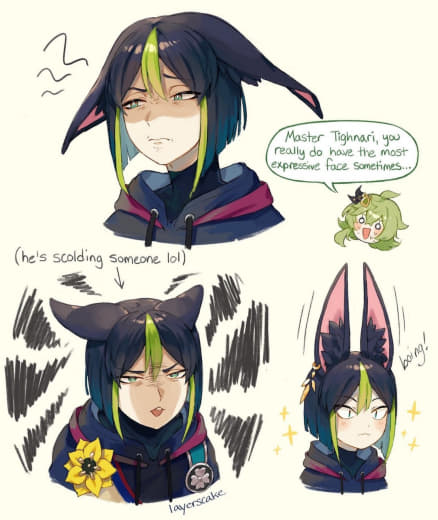 Master Tighnari, you
really do have the most
expressive face sometimes...
(he's scolding someone lol)
boing!
layerscake